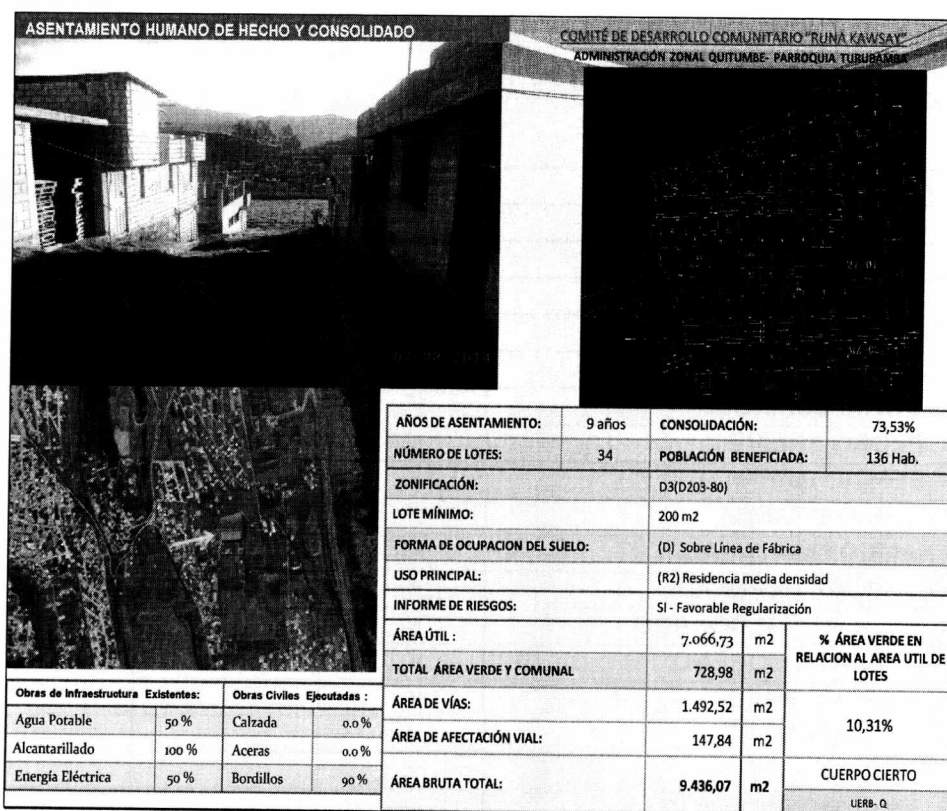 ASENTAMIENTO HUMANO DE HECHO Y CONSOLIDADO
COMITÉ DE DESARROLLO COMUNITARIO "RUNA KAWSAY"
ADMINISTRACIÓN ZONAL QUITUMBE- PARROQUIA TURUBAMBA
AÑOS DE ASENTAMIENTO: 9 años CONSOLIDACIÓN: 73,53%
NÚMERO DE LOTES: 34 POBLACIÓN BENEFICIADA: 136 Hab.
ZONIFICACIÓN: D3(D203-80)
LOTE MÍNIMO: 200 m2
FORMA DE OCUPACION DEL SUELO: (D) Sobre Línea de Fábrica
USO PRINCIPAL: (R2) Residencia media densidad
INFORME DE RIESGOS: SI - Favorable Regularización
ÁREA ÚTIL : 7.066,73 m2
% ÁREA VERDE EN
RELACION AL AREA UTIL DE
LOTES
TOTAL ÁREA VERDE Y COMUNAL 728,98 m2
ÁREA DE VÍAS: 1.492,52 m2
10,31%
ÁREA DE AFECTACIÓN VIAL: 147,84 m2
ÁREA BRUTA TOTAL: 9.436,07 m2
CUERPO CIERTO
UERB- Q
Obras de Infraestructura Existentes: Obras Civiles Ejecutadas :
Agua Potable 50 % Calzada 0.0 %
Alcantarillado 100 % Aceras 0.0 %
Energía Eléctrica 50 % Bordillos 90 %